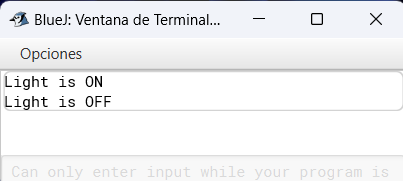 BlueJ: Ventana de Terminal...
Opciones
Light is ON
Light is OFF
Can only enter input while your program is